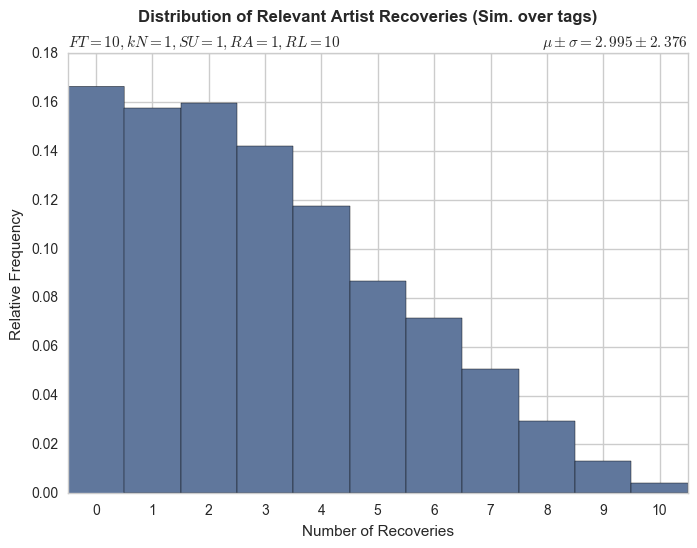 Distribution of Relevant Artist Recoveries (Sim. over tags)
FT = 10, kN = 1, SU = 1, RA = 1, RL = 10
μ ± σ = 2.995 ± 2.376
0.18
0.16
0.14
0.12
0.10
0.08
0.06
0.04
0.02
0.00
Relative Frequency
0 1 2 3 4 5 6 7 8 9 10
Number of Recoveries